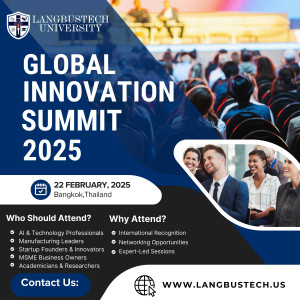 LANGBUSTECH
UNIVERSITY
GLOBAL
INNOVATION
SUMMIT
2025
22 FEBRUARY, 2025
Bangkok,Thailand
Who Should Attend?
AI & Technology Professionals
Manufacturing Leaders
Startup Founders & Innovators
MSME Business Owners
Academicians & Researchers
Why Attend?
International Recognition
Networking Opportunities
Expert-Led Sessions
Contact Us:
WWW.LANGBUSTECH.US